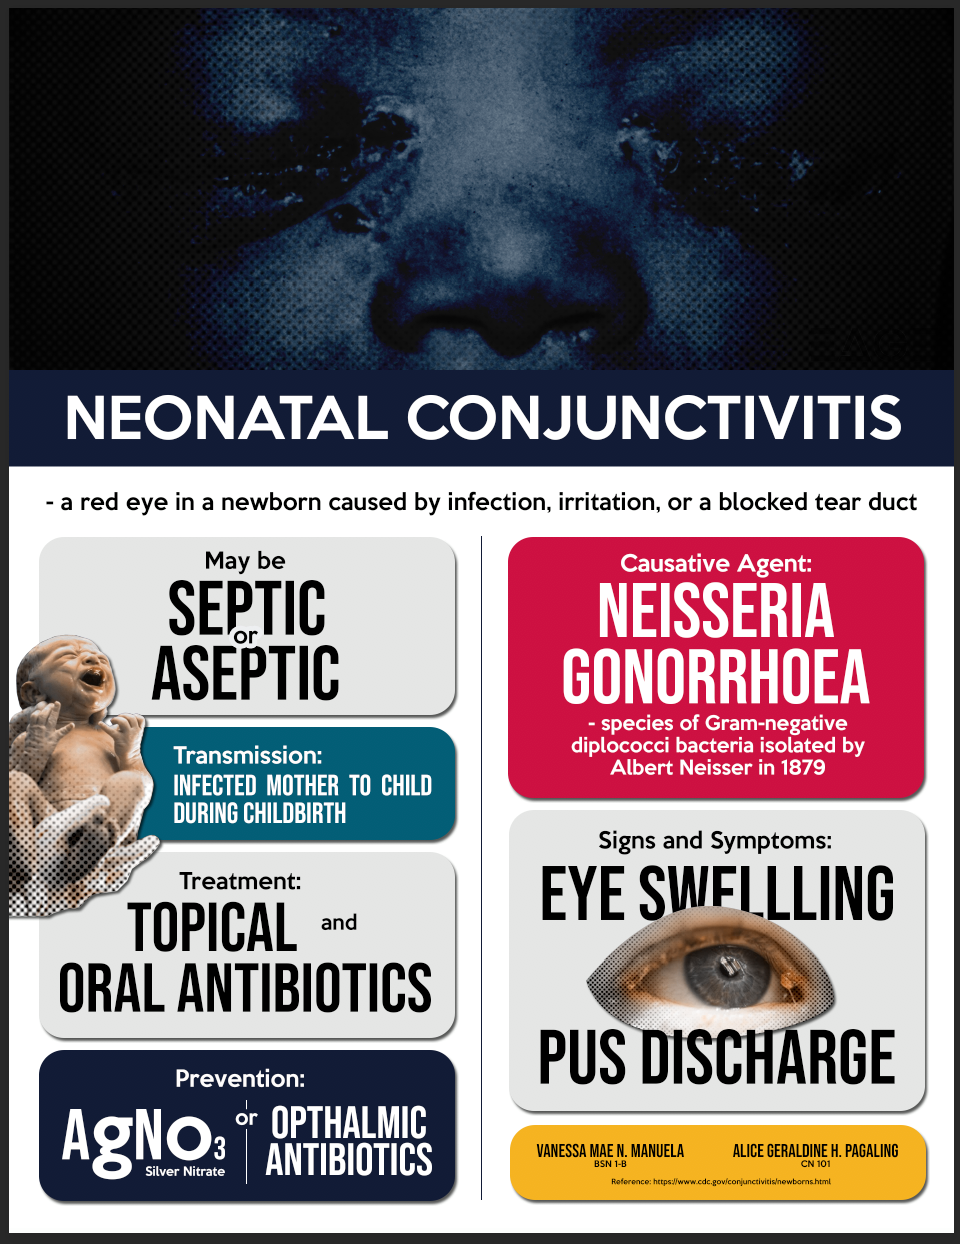 NEONATAL CONJUNCTIVITIS
- a red eye in a newborn caused by infection, irritation, or a blocked tear duct
May be
SEPTIC
or
ASEPTIC
Transmission:
INFECTED MOTHER TO CHILD
DURING CHILDBIRTH
Treatment:
TOPICAL and
ORAL ANTIBIOTICS
Prevention:
AgNO3
Silver Nitrate
or
OPTHALMIC
ANTIBIOTICS
Causative Agent:
NEISSERIA
GONORRHOEA
- species of Gram-negative
diplococci bacteria isolated by
Albert Neisser in 1879
Signs and Symptoms:
EYE SWELLLING
PUS DISCHARGE
VANESSA MAE N. MANUELA
BSN 1-B
ALICE GERALDINE H. PAGALING
CN 101
Reference: https://www.cdc.gov/conjunctivitis/newborns.html